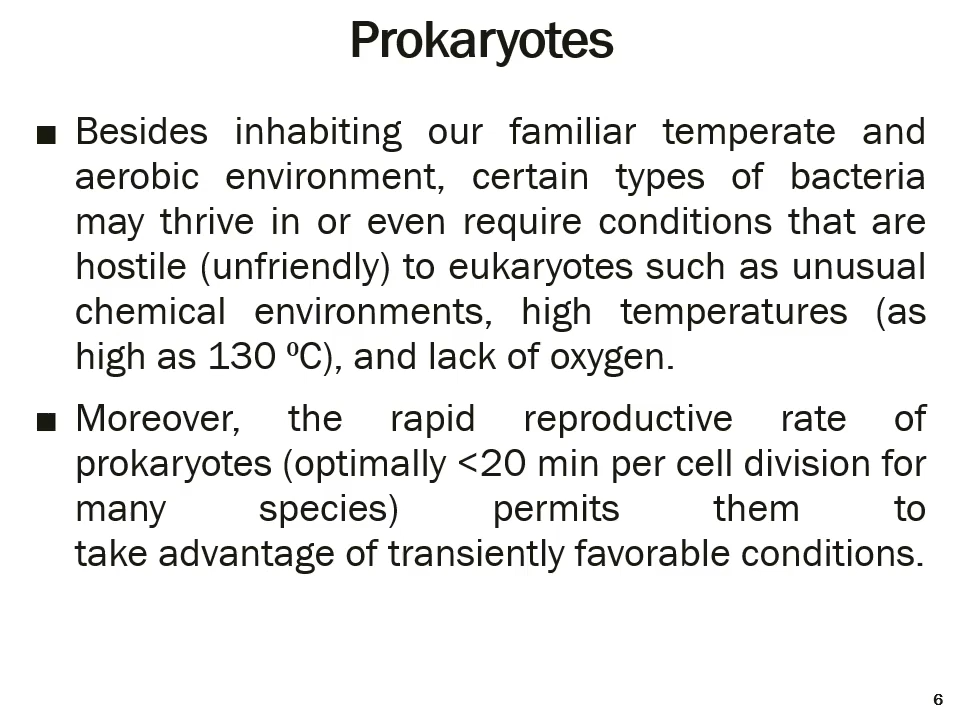 Prokaryotes
■ Besides inhabiting our familiar temperate and
aerobic environment, certain types of bacteria
may thrive in or even require conditions that are
hostile (unfriendly) to eukaryotes such as unusual
chemical environments, high temperatures (as
high as 130 ºC), and lack of oxygen.
■ Moreover, the rapid reproductive rate of
prokaryotes (optimally <20 min per cell division for
many species) permits them to
take advantage of transiently favorable conditions.
6